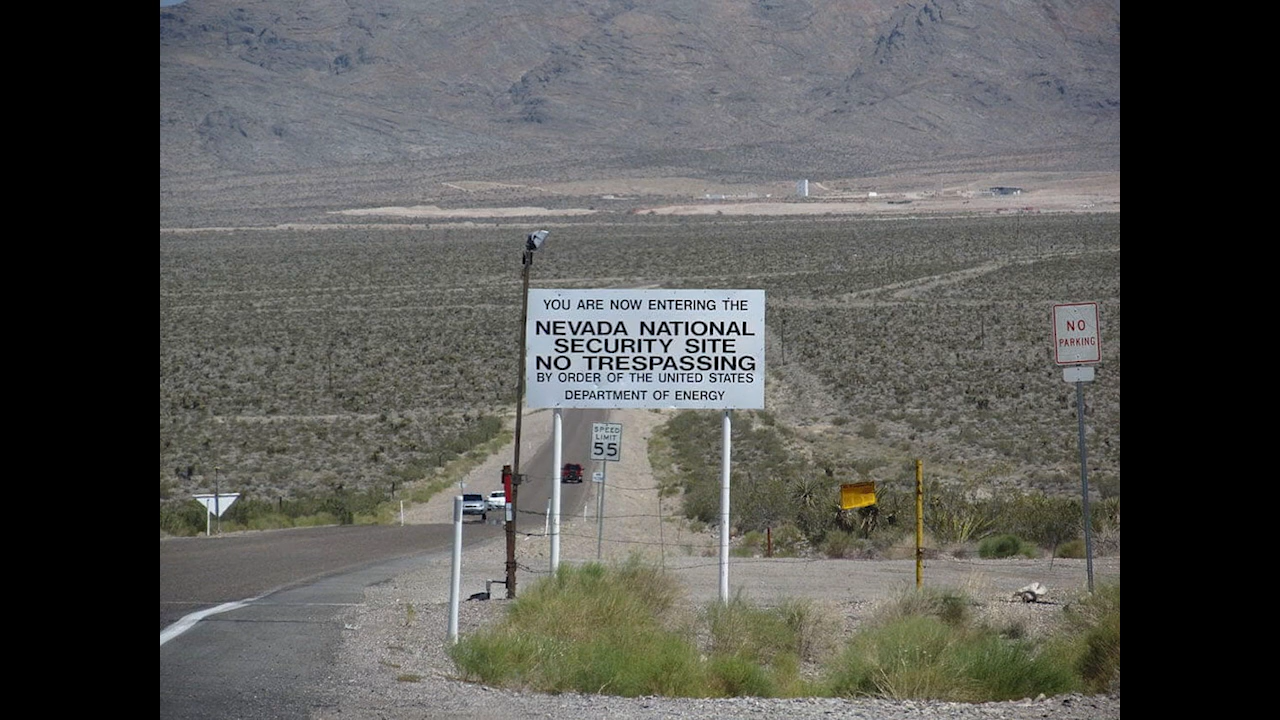 YOU ARE NOW ENTERING THE
NEVADA NATIONAL
SECURITY SITE
NO TRESPASSING
BY ORDER OF THE UNITED STATES
DEPARTMENT OF ENERGY
NO
PARKING
SPEED
LIMIT
55